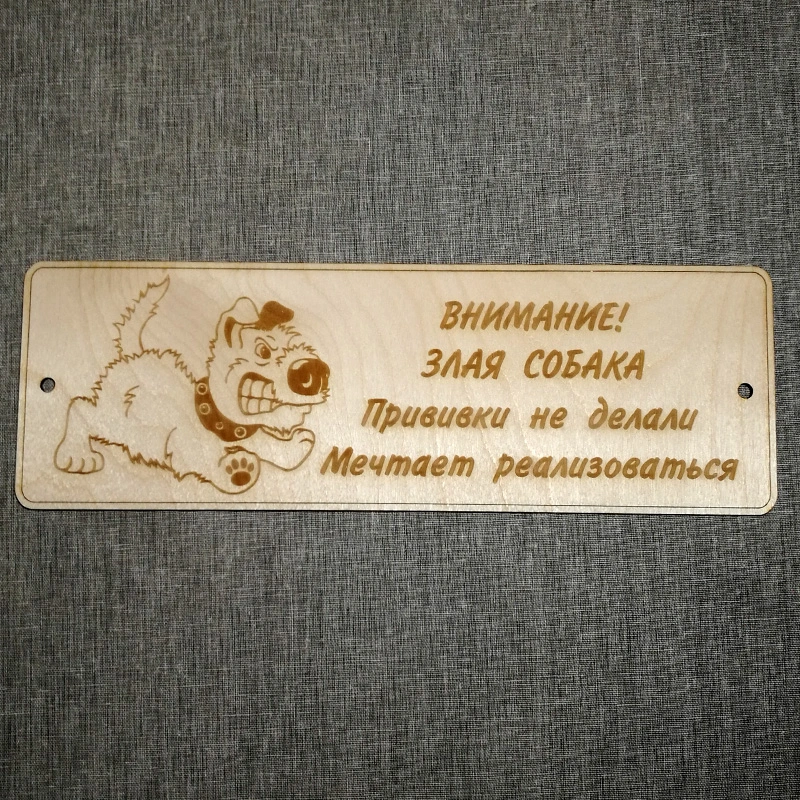 ВНИМАНИЕ!
ЗЛАЯ СОБАКА
Прививки не делали
Мечтает реализоваться